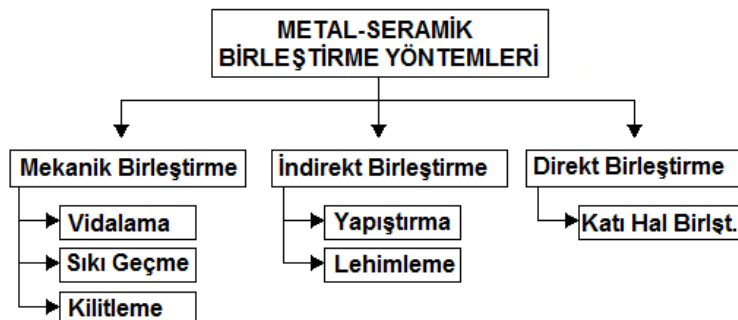 METAL-SERAMİK
BİRLEŞTİRME YÖNTEMLERİ
Mekanik Birleştirme
Vidalama
Sıkı Geçme
Kilitleme
İndirekt Birleştirme
Yapıştırma
Lehimleme
Direkt Birleştirme
Katı Hal Birlşt.